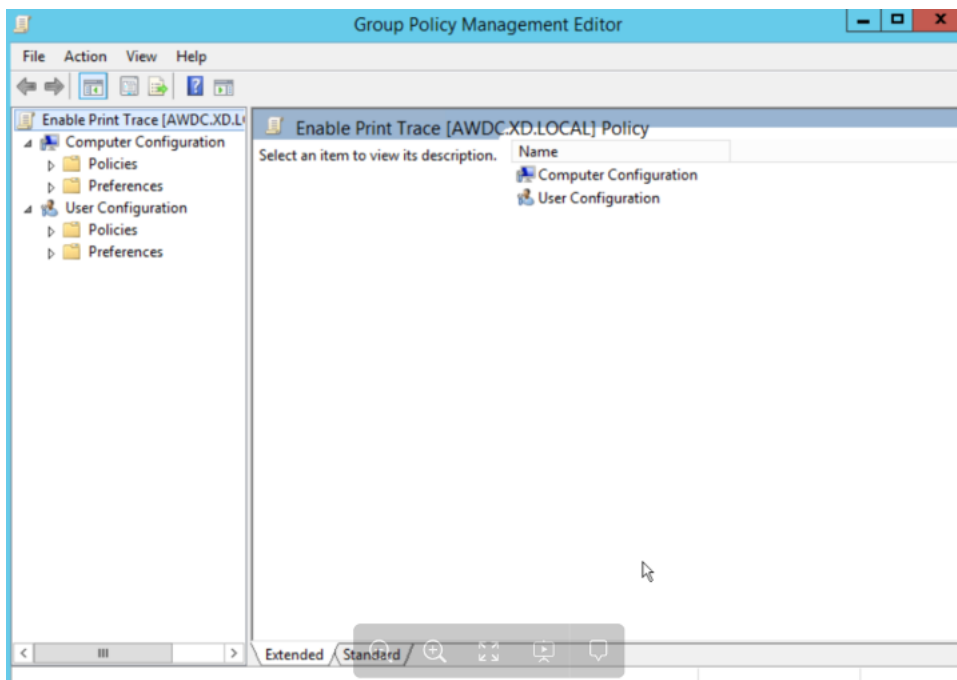 Group Policy Management Editor
File Action View Help
Enable Print Trace [AWDC.XD.L
Computer Configuration
Policies
Preferences
User Configuration
Policies
Preferences
Enable Print Trace [AWDC.XD.LOCAL] Policy
Select an item to view its description.
Name
Computer Configuration
User Configuration
Extended Standard